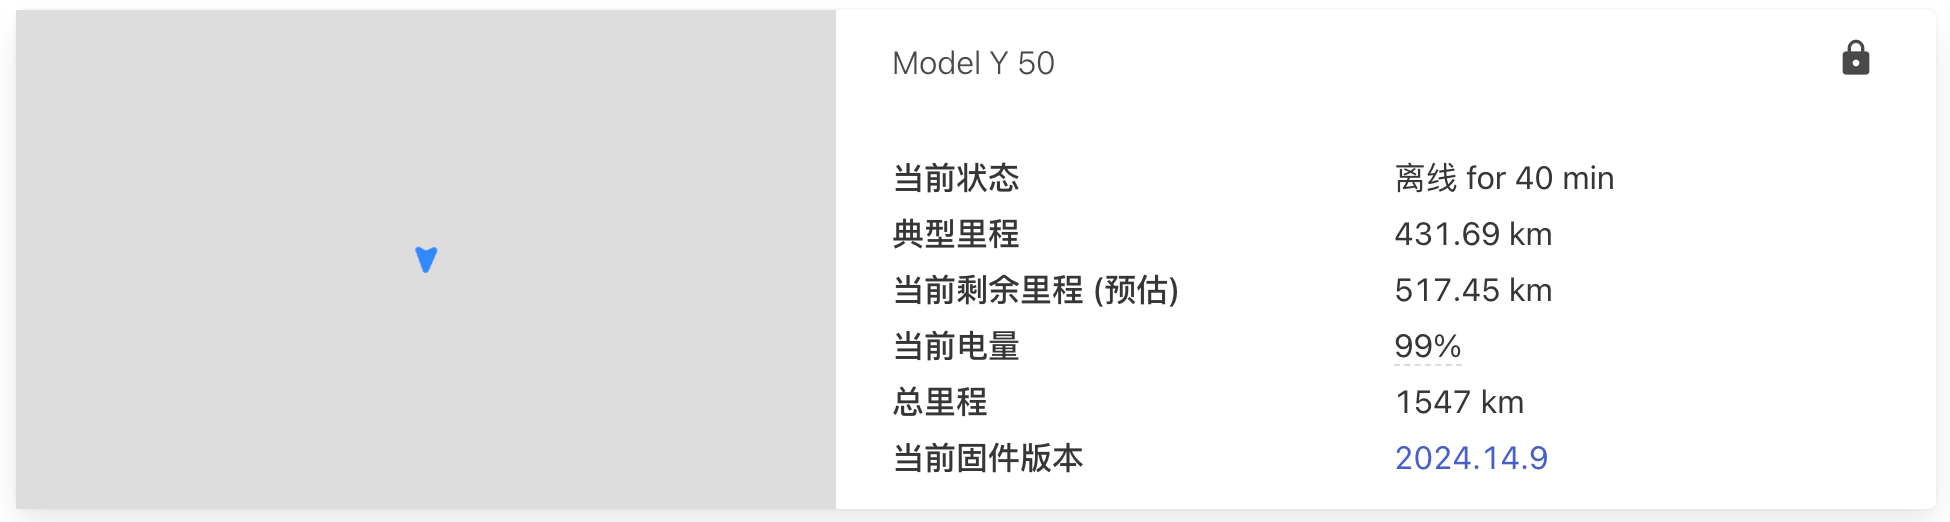 Model Y 50
当前状态 离线 for 40 min
典型里程 431.69 km
当前剩余里程 (预估) 517.45 km
当前电量 99%
总里程 1547 km
当前固件版本 2024.14.9